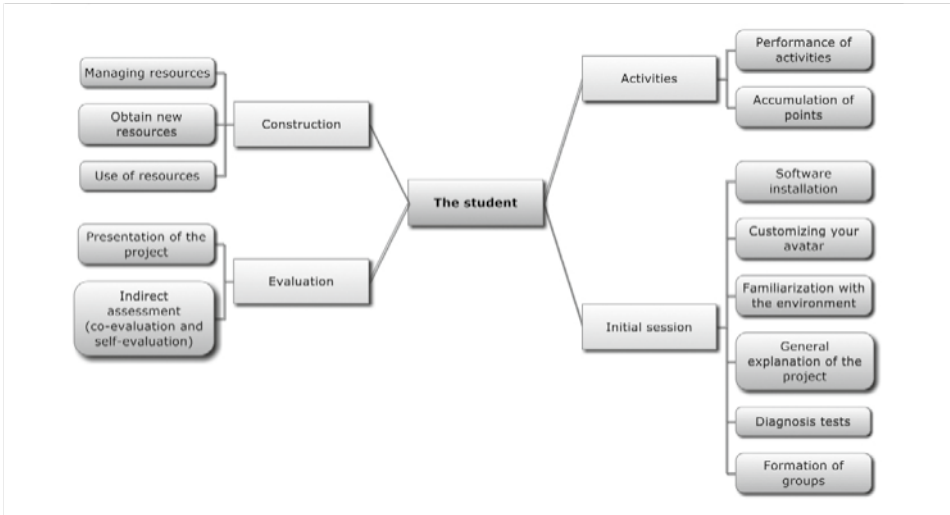 Managing resources
Obtain new
resources
Use of resources
Construction
Presentation of the
project
Indirect
assessment
(co-evaluation and
self-evaluation)
Evaluation
The student
Activities
Performance of
activities
Accumulation of
points
Initial session
Software
installation
Customizing your
avatar
Familiarization with
the environment
General
explanation of the
project
Diagnosis tests
Formation of
groups